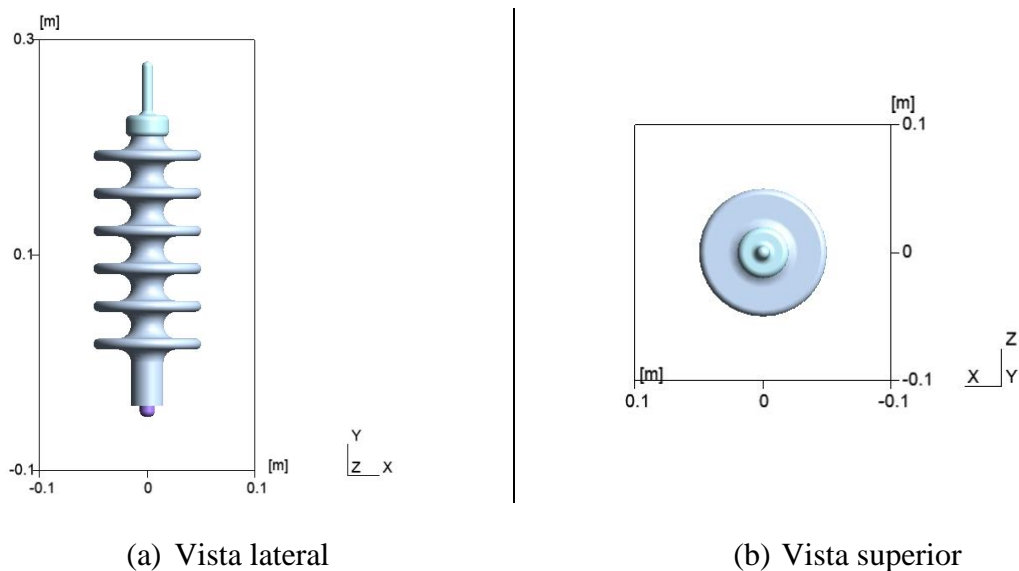 [m]
0.3
0.1
-0.1
-0.1
0
0.1
[m]
Y
Z X
[m]
0.1
0
-0.1
[m]
0.1
0
-0.1
Z
X Y
(a) Vista lateral
(b) Vista superior